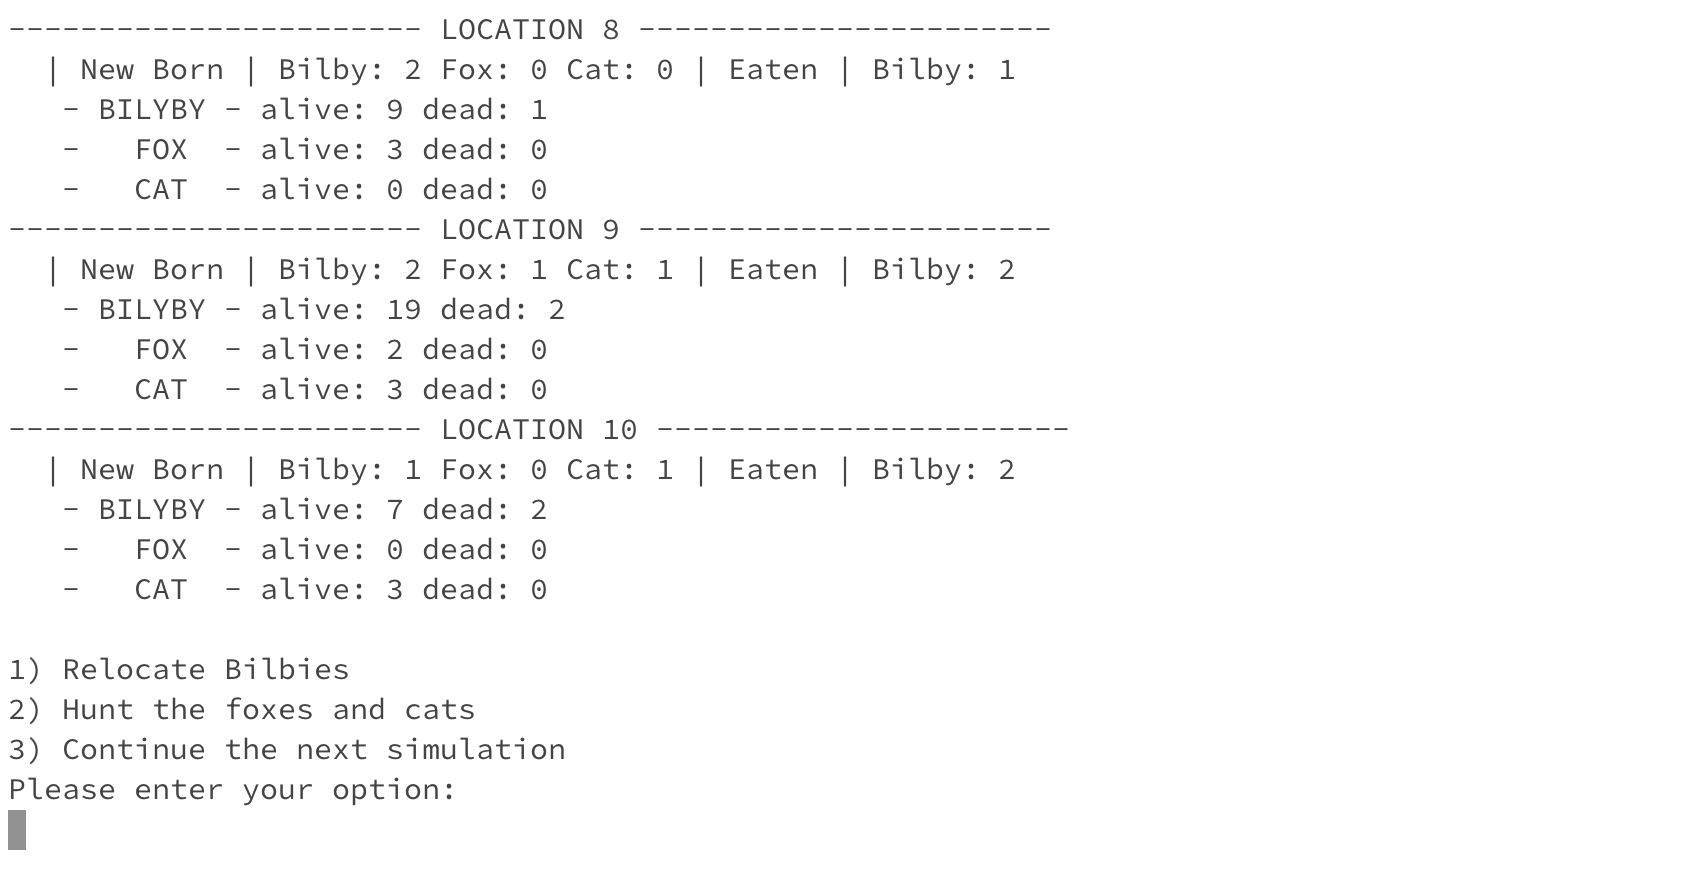 ----------------------- LOCATION 8 -----------------------
  | New Born | Bilby: 2 Fox: 0 Cat: 0 | Eaten | Bilby: 1
   - BILYBY - alive: 9 dead: 1
   -   FOX  - alive: 3 dead: 0
   -   CAT  - alive: 0 dead: 0
----------------------- LOCATION 9 -----------------------
  | New Born | Bilby: 2 Fox: 1 Cat: 1 | Eaten | Bilby: 2
   - BILYBY - alive: 19 dead: 2
   -   FOX  - alive: 2 dead: 0
   -   CAT  - alive: 3 dead: 0
----------------------- LOCATION 10 -----------------------
  | New Born | Bilby: 1 Fox: 0 Cat: 1 | Eaten | Bilby: 2
   - BILYBY - alive: 7 dead: 2
   -   FOX  - alive: 0 dead: 0
   -   CAT  - alive: 3 dead: 0

1) Relocate Bilbies
2) Hunt the foxes and cats
3) Continue the next simulation
Please enter your option: